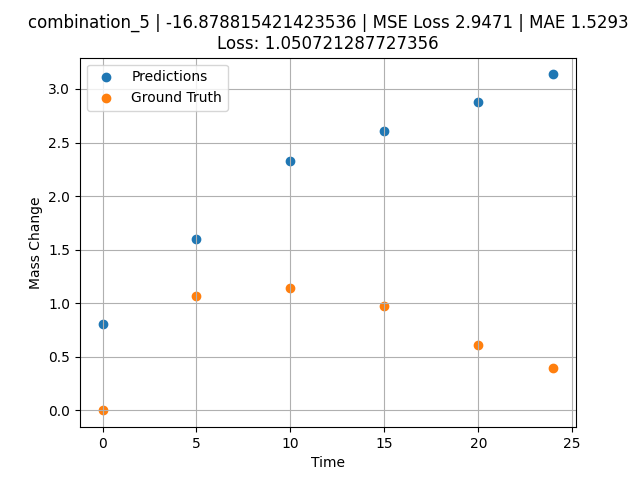 combination_5 | -16.878815421423536 | MSE Loss 2.9471 | MAE 1.5293
Loss: 1.050721287727356
Predictions
Ground Truth
3.0
2.5
2.0
1.5
1.0
0.5
0.0
Mass Change
0 5 10 15 20 25
Time